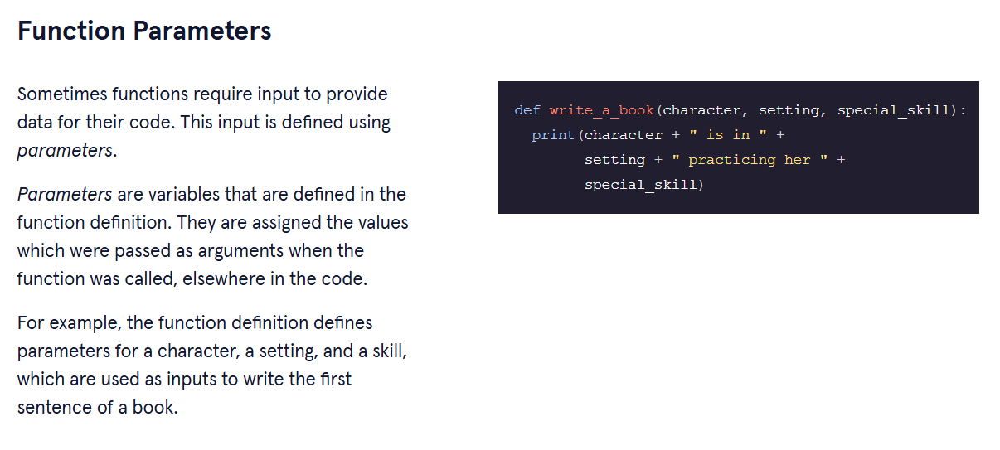 Function Parameters
Sometimes functions require input to provide
data for their code. This input is defined using
parameters.
Parameters are variables that are defined in the
function definition. They are assigned the values
which were passed as arguments when the
function was called, elsewhere in the code.
For example, the function definition defines
parameters for a character, a setting, and a skill,
which are used as inputs to write the first
sentence of a book.
def write_a_book(character, setting, special_skill):
  print(character + " is in " +
        setting + " practicing her " +
        special_skill)